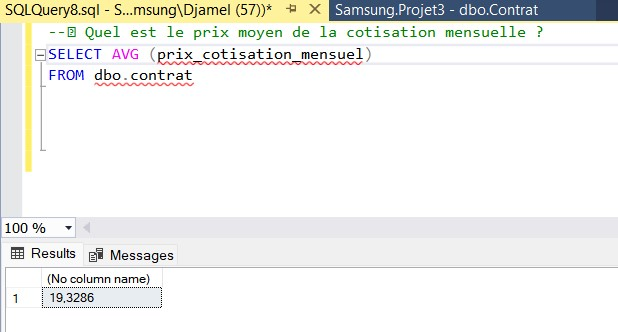 SQLQuery8.sql - S...msung\Djamel (57))*
Samsung.Projet3 - dbo.Contrat
-- Quel est le prix moyen de la cotisation mensuelle ?
SELECT AVG (prix_cotisation_mensuel)
FROM dbo.contrat
100 %
Results Messages
(No column name)
1 19,3286